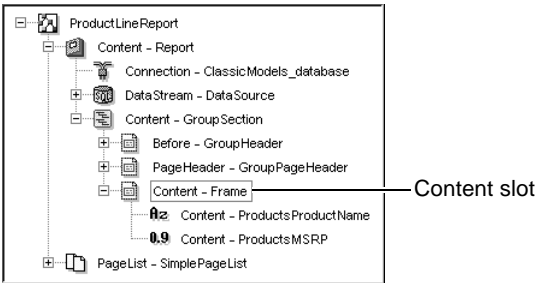 ProductLineReport
Content - Report
Connection - ClassicModels_database
SQL DataStream - DataSource
Content - GroupSection
Before - GroupHeader
PageHeader - GroupPageHeader
Content - Frame Content slot
Az Content - ProductsProductName
0.9 Content - ProductsMSRP
PageList - SimplePageList